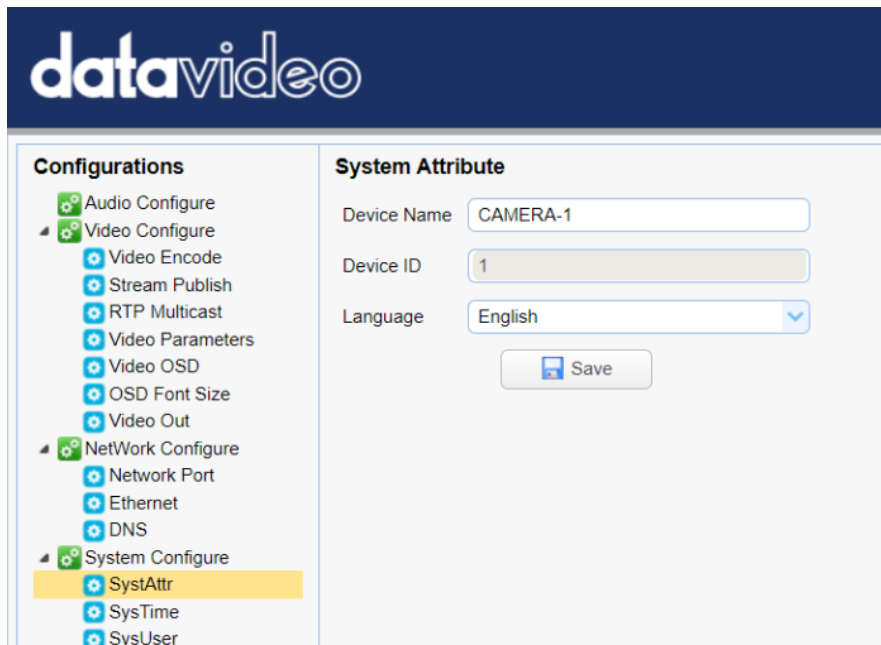 datavideo
Configurations
Audio Configure
Video Configure
Video Encode
Stream Publish
RTP Multicast
Video Parameters
Video OSD
OSD Font Size
Video Out
NetWork Configure
Network Port
Ethernet
DNS
System Configure
SystAttr
SysTime
SysUser
System Attribute
Device Name CAMERA-1
Device ID 1
Language English
Save